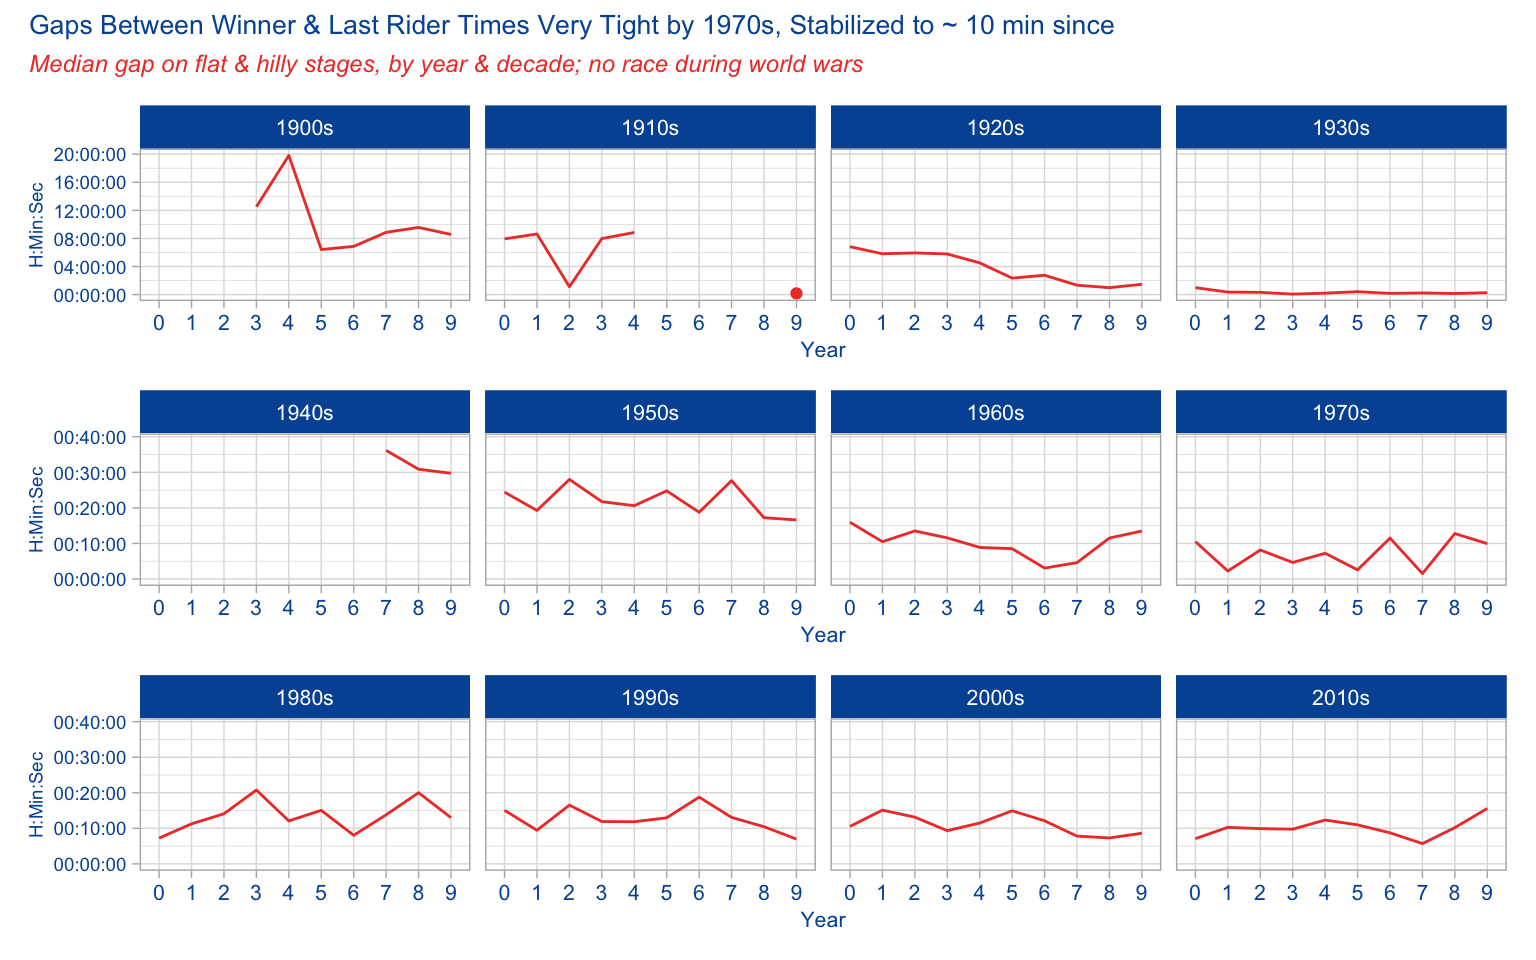 Gaps Between Winner & Last Rider Times Very Tight by 1970s, Stabilized to ~ 10 min since
Median gap on flat & hilly stages, by year & decade; no race during world wars
1900s 1910s 1920s 1930s
H:Min:Sec
20:00:00
16:00:00
12:00:00
08:00:00
04:00:00
00:00:00
0 1 2 3 4 5 6 7 8 9 0 1 2 3 4 5 6 7 8 9 0 1 2 3 4 5 6 7 8 9 0 1 2 3 4 5 6 7 8 9
Year
1940s 1950s 1960s 1970s
H:Min:Sec
00:40:00
00:30:00
00:20:00
00:10:00
00:00:00
0 1 2 3 4 5 6 7 8 9 0 1 2 3 4 5 6 7 8 9 0 1 2 3 4 5 6 7 8 9 0 1 2 3 4 5 6 7 8 9
Year
1980s 1990s 2000s 2010s
H:Min:Sec
00:40:00
00:30:00
00:20:00
00:10:00
00:00:00
0 1 2 3 4 5 6 7 8 9 0 1 2 3 4 5 6 7 8 9 0 1 2 3 4 5 6 7 8 9 0 1 2 3 4 5 6 7 8 9
Year